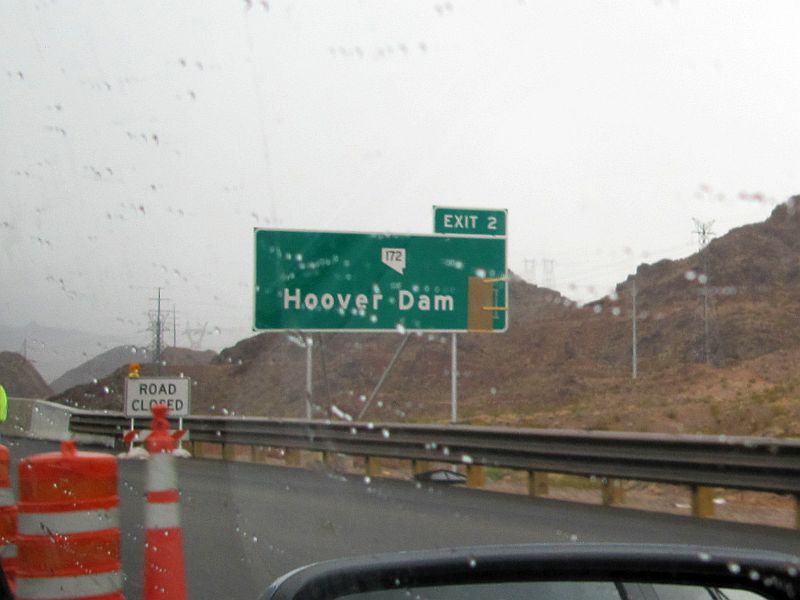 EXIT 2
172
Hoover Dam
ROAD
CLOSED